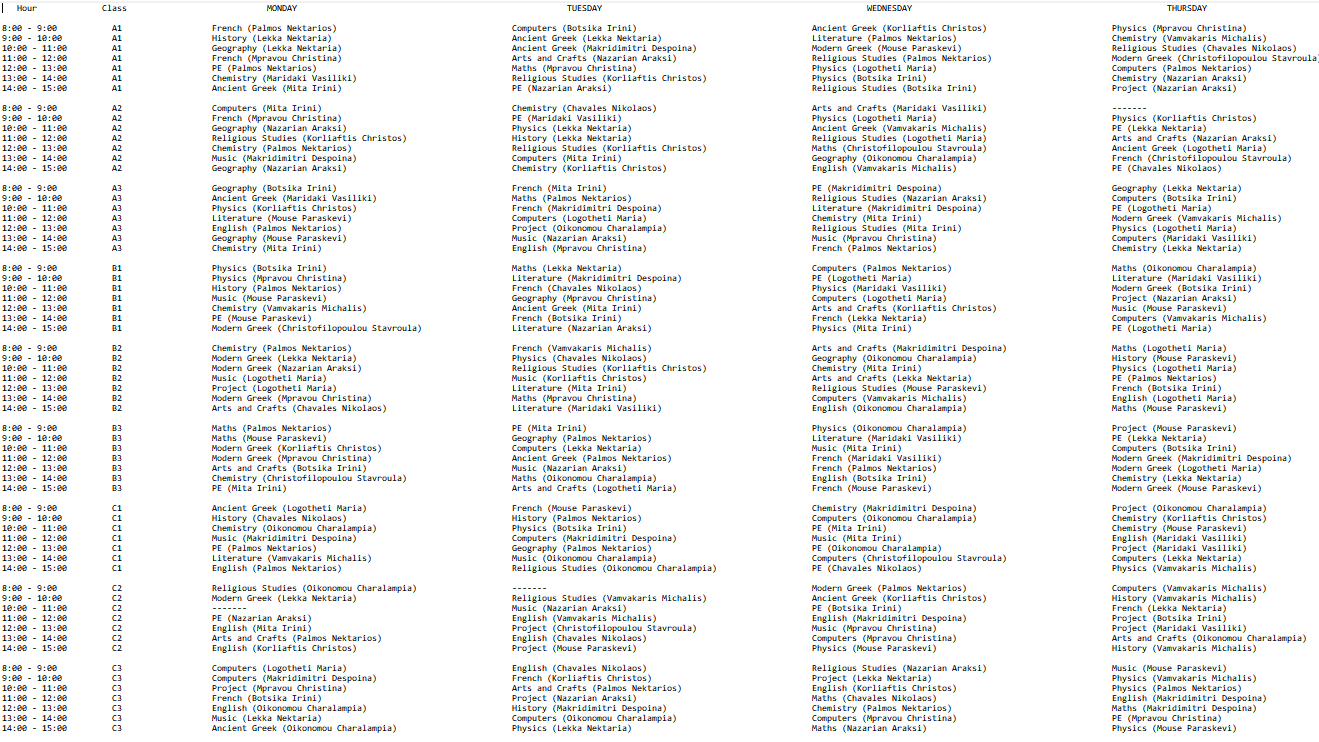 Hour Class MONDAY TUESDAY WEDNESDAY THURSDAY
8:00 - 9:00 A1 French (Palmos Nektarios) Computers (Botsika Irini) Ancient Greek (Korliaftis Christos) Physics (Mpravou Christina)
9:00 - 10:00 A1 History (Lekka Nektaria) Ancient Greek (Lekka Nektaria) Literature (Palmos Nektarios) Chemistry (Vamvakaris Michalis)
10:00 - 11:00 A1 Geography (Lekka Nektaria) Ancient Greek (Makridimitri Despoina) Modern Greek (Mouse Paraskevi) Religious Studies (Chavales Nikolaos)
11:00 - 12:00 A1 French (Mpravou Christina) Arts and Crafts (Nazarian Araksi) Religious Studies (Palmos Nektarios) Modern Greek (Christofilopoulou Stavroula)
12:00 - 13:00 A1 PE (Palmos Nektarios) Maths (Mpravou Christina) Physics (Logotheti Maria) Computers (Palmos Nektarios)
13:00 - 14:00 A1 Chemistry (Maridaki Vasiliki) Religious Studies (Korliaftis Christos) Physics (Botsika Irini) Chemistry (Nazarian Araksi)
14:00 - 15:00 A1 Ancient Greek (Mita Irini) PE (Nazarian Araksi) Religious Studies (Botsika Irini) Project (Nazarian Araksi)
8:00 - 9:00 A2 Computers (Mita Irini) Chemistry (Chavales Nikolaos) Arts and Crafts (Maridaki Vasiliki) -------
9:00 - 10:00 A2 French (Mpravou Christina) PE (Maridaki Vasiliki) Physics (Logotheti Maria) Physics (Korliaftis Christos)
10:00 - 11:00 A2 Geography (Nazarian Araksi) Physics (Lekka Nektaria) Ancient Greek (Vamvakaris Michalis) PE (Lekka Nektaria)
11:00 - 12:00 A2 Religious Studies (Korliaftis Christos) History (Lekka Nektaria) Religious Studies (Logotheti Maria) Arts and Crafts (Nazarian Araksi)
12:00 - 13:00 A2 Chemistry (Palmos Nektarios) Religious Studies (Korliaftis Christos) Maths (Christofilopoulou Stavroula) Ancient Greek (Logotheti Maria)
13:00 - 14:00 A2 Music (Makridimitri Despoina) Computers (Mita Irini) Geography (Oikonomou Charalampia) French (Christofilopoulou Stavroula)
14:00 - 15:00 A2 Geography (Nazarian Araksi) Chemistry (Korliaftis Christos) English (Vamvakaris Michalis) PE (Chavales Nikolaos)
8:00 - 9:00 A3 Geography (Botsika Irini) French (Mita Irini) PE (Makridimitri Despoina) Geography (Lekka Nektaria)
9:00 - 10:00 A3 Ancient Greek (Maridaki Vasiliki) Maths (Palmos Nektarios) Religious Studies (Nazarian Araksi) Computers (Botsika Irini)
10:00 - 11:00 A3 Physics (Korliaftis Christos) French (Makridimitri Despoina) Literature (Makridimitri Despoina) PE (Logotheti Maria)
11:00 - 12:00 A3 Literature (Mouse Paraskevi) Computers (Logotheti Maria) Chemistry (Mita Irini) Modern Greek (Vamvakaris Michalis)
12:00 - 13:00 A3 English (Palmos Nektarios) Project (Oikonomou Charalampia) Religious Studies (Mita Irini) Physics (Logotheti Maria)
13:00 - 14:00 A3 Geography (Mouse Paraskevi) Music (Nazarian Araksi) Music (Mpravou Christina) Computers (Maridaki Vasiliki)
14:00 - 15:00 A3 Chemistry (Mita Irini) English (Mpravou Christina) French (Palmos Nektarios) Chemistry (Lekka Nektaria)
8:00 - 9:00 B1 Physics (Botsika Irini) Maths (Lekka Nektaria) Computers (Palmos Nektarios) Maths (Oikonomou Charalampia)
9:00 - 10:00 B1 Physics (Mpravou Christina) Literature (Makridimitri Despoina) PE (Logotheti Maria) Literature (Maridaki Vasiliki)
10:00 - 11:00 B1 History (Palmos Nektarios) French (Chavales Nikolaos) Physics (Maridaki Vasiliki) Modern Greek (Botsika Irini)
11:00 - 12:00 B1 Music (Mouse Paraskevi) Geography (Mpravou Christina) Computers (Logotheti Maria) Project (Nazarian Araksi)
12:00 - 13:00 B1 Chemistry (Vamvakaris Michalis) Ancient Greek (Mita Irini) Arts and Crafts (Korliaftis Christos) Music (Mouse Paraskevi)
13:00 - 14:00 B1 PE (Mouse Paraskevi) French (Botsika Irini) French (Lekka Nektaria) Computers (Vamvakaris Michalis)
14:00 - 15:00 B1 Modern Greek (Christofilopoulou Stavroula) Literature (Nazarian Araksi) Physics (Mita Irini) PE (Logotheti Maria)
8:00 - 9:00 B2 Chemistry (Palmos Nektarios) French (Vamvakaris Michalis) Arts and Crafts (Makridimitri Despoina) Maths (Logotheti Maria)
9:00 - 10:00 B2 Modern Greek (Lekka Nektaria) Physics (Chavales Nikolaos) Geography (Oikonomou Charalampia) History (Mouse Paraskevi)
10:00 - 11:00 B2 Modern Greek (Nazarian Araksi) Religious Studies (Korliaftis Christos) Chemistry (Mita Irini) Physics (Logotheti Maria)
11:00 - 12:00 B2 Music (Logotheti Maria) Music (Korliaftis Christos) Arts and Crafts (Lekka Nektaria) PE (Palmos Nektarios)
12:00 - 13:00 B2 Project (Logotheti Maria) Literature (Mita Irini) Religious Studies (Mouse Paraskevi) French (Botsika Irini)
13:00 - 14:00 B2 Modern Greek (Mpravou Christina) Maths (Mpravou Christina) Computers (Vamvakaris Michalis) English (Logotheti Maria)
14:00 - 15:00 B2 Arts and Crafts (Chavales Nikolaos) Literature (Maridaki Vasiliki) English (Oikonomou Charalampia) Maths (Mouse Paraskevi)
8:00 - 9:00 B3 Maths (Palmos Nektarios) PE (Mita Irini) Physics (Oikonomou Charalampia) Project (Mouse Paraskevi)
9:00 - 10:00 B3 Maths (Mouse Paraskevi) Geography (Palmos Nektarios) Literature (Maridaki Vasiliki) PE (Lekka Nektaria)
10:00 - 11:00 B3 Modern Greek (Korliaftis Christos) Computers (Lekka Nektaria) Music (Mita Irini) Computers (Botsika Irini)
11:00 - 12:00 B3 Modern Greek (Mpravou Christina) Ancient Greek (Palmos Nektarios) French (Maridaki Vasiliki) Modern Greek (Makridimitri Despoina)
12:00 - 13:00 B3 Arts and Crafts (Botsika Irini) Music (Nazarian Araksi) French (Palmos Nektarios) Modern Greek (Logotheti Maria)
13:00 - 14:00 B3 Chemistry (Christofilopoulou Stavroula) Maths (Oikonomou Charalampia) English (Botsika Irini) Chemistry (Lekka Nektaria)
14:00 - 15:00 B3 PE (Mita Irini) Arts and Crafts (Logotheti Maria) French (Mouse Paraskevi) Modern Greek (Mouse Paraskevi)
8:00 - 9:00 C1 Ancient Greek (Logotheti Maria) French (Mouse Paraskevi) Chemistry (Makridimitri Despoina) Project (Oikonomou Charalampia)
9:00 - 10:00 C1 History (Chavales Nikolaos) History (Palmos Nektarios) Computers (Oikonomou Charalampia) Chemistry (Korliaftis Christos)
10:00 - 11:00 C1 Chemistry (Oikonomou Charalampia) Physics (Botsika Irini) PE (Mita Irini) Chemistry (Mouse Paraskevi)
11:00 - 12:00 C1 Music (Makridimitri Despoina) Computers (Makridimitri Despoina) Music (Mita Irini) English (Maridaki Vasiliki)
12:00 - 13:00 C1 PE (Palmos Nektarios) Geography (Palmos Nektarios) PE (Oikonomou Charalampia) Project (Maridaki Vasiliki)
13:00 - 14:00 C1 Literature (Vamvakaris Michalis) Music (Oikonomou Charalampia) Computers (Christofilopoulou Stavroula) Computers (Lekka Nektaria)
14:00 - 15:00 C1 English (Palmos Nektarios) Religious Studies (Oikonomou Charalampia) PE (Chavales Nikolaos) Physics (Vamvakaris Michalis)
8:00 - 9:00 C2 Religious Studies (Oikonomou Charalampia) ------- Modern Greek (Palmos Nektarios) Computers (Vamvakaris Michalis)
9:00 - 10:00 C2 Modern Greek (Lekka Nektaria) Religious Studies (Vamvakaris Michalis) Ancient Greek (Korliaftis Christos) History (Vamvakaris Michalis)
10:00 - 11:00 C2 ------- Music (Nazarian Araksi) PE (Botsika Irini) French (Lekka Nektaria)
11:00 - 12:00 C2 PE (Nazarian Araksi) English (Vamvakaris Michalis) English (Makridimitri Despoina) Project (Botsika Irini)
12:00 - 13:00 C2 English (Mita Irini) Project (Christofilopoulou Stavroula) Music (Mpravou Christina) Project (Maridaki Vasiliki)
13:00 - 14:00 C2 Arts and Crafts (Palmos Nektarios) English (Chavales Nikolaos) Computers (Mpravou Christina) Arts and Crafts (Oikonomou Charalampia)
14:00 - 15:00 C2 English (Korliaftis Christos) Project (Mouse Paraskevi) Physics (Mouse Paraskevi) History (Vamvakaris Michalis)
8:00 - 9:00 C3 Computers (Logotheti Maria) English (Chavales Nikolaos) Religious Studies (Nazarian Araksi) Music (Mouse Paraskevi)
9:00 - 10:00 C3 Computers (Makridimitri Despoina) French (Korliaftis Christos) Project (Lekka Nektaria) Physics (Vamvakaris Michalis)
10:00 - 11:00 C3 Project (Mpravou Christina) Arts and Crafts (Palmos Nektarios) English (Korliaftis Christos) Physics (Palmos Nektarios)
11:00 - 12:00 C3 French (Botsika Irini) Project (Nazarian Araksi) Maths (Chavales Nikolaos) English (Makridimitri Despoina)
12:00 - 13:00 C3 English (Oikonomou Charalampia) History (Makridimitri Despoina) Chemistry (Palmos Nektarios) Maths (Makridimitri Despoina)
13:00 - 14:00 C3 Music (Lekka Nektaria) Computers (Oikonomou Charalampia) Computers (Mpravou Christina) PE (Mpravou Christina)
14:00 - 15:00 C3 Ancient Greek (Oikonomou Charalampia) Physics (Lekka Nektaria) Maths (Nazarian Araksi) Physics (Mouse Paraskevi)